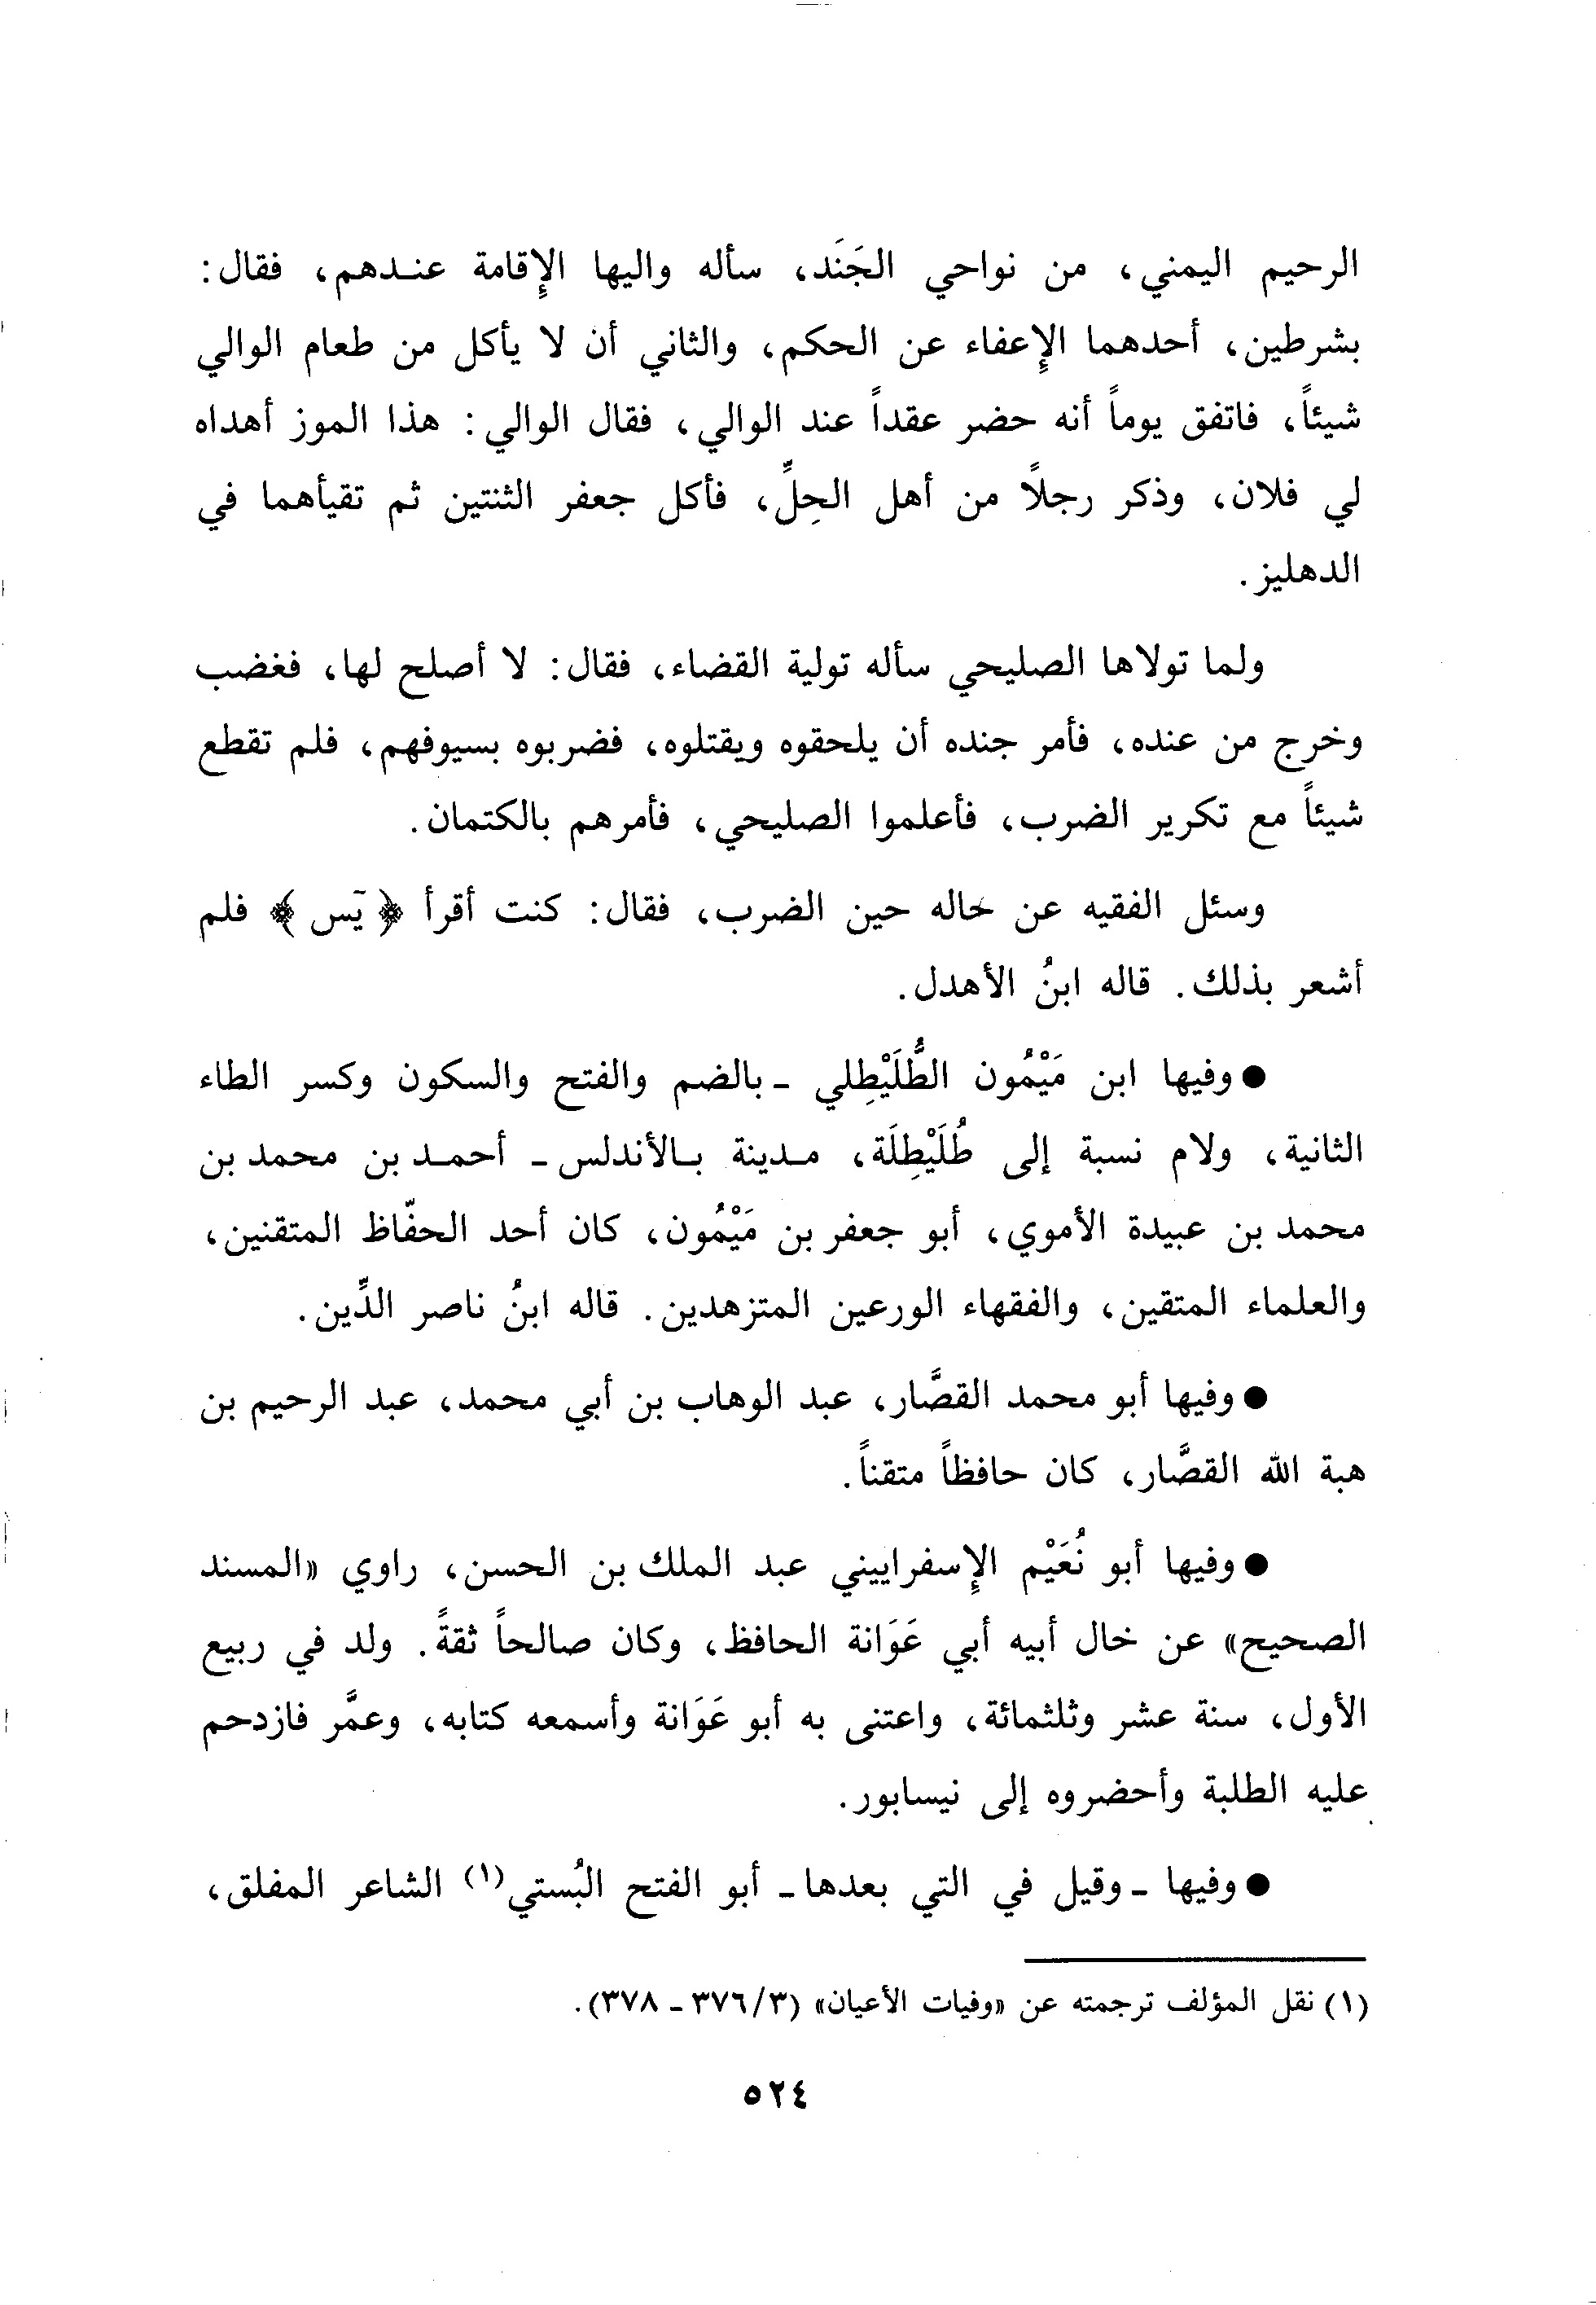 الرحيم اليمني، من نواحي الجَنَد، سأله واليها الإقامة عندهم، فقال:
بشرطين، أحدهما الإعفاء عن الحكم، والثاني أن لا يأكل من طعام الوالي
شيئاً، فاتفق يوماً أنه حضر عقداً عند الوالي، فقال الوالي: هذا الموز أهداه
لي فلان، وذكر رجلاً من أهل الحِلِّ، فأكل جعفر الثنتين ثم تقيأهما في
الدهليز.
ولما تولاها الصليحي سأله تولية القضاء، فقال: لا أصلح لها، فغضب
وخرج من عنده، فأمر جنده أن يلحقوه ويقتلوه، فضربوه بسيوفهم، فلم تقطع
شيئاً مع تكرير الضرب، فأعلموا الصليحي، فأمرهم بالكتمان.
وسئل الفقيه عن حاله حين الضرب، فقال: كنت أقرأ ﴿يَس﴾ فلم
أشعر بذلك. قاله ابنُ الأهدل.
● وفيها ابن مَيْمُون الطُّلَيْطِلي - بالضم والفتح والسكون وكسر الطاء
الثانية، ولام نسبة إلى طُلَيْطِلَة، مدينة بالأندلس - أحمد بن محمد بن
محمد بن عبيدة الأموي، أبو جعفر بن مَيْمُون، كان أحد الحفّاظ المتقنين،
والعلماء المتقين، والفقهاء الورعين المتزهدين. قاله ابنُ ناصر الدِّين.
● وفيها أبو محمد القصَّار، عبد الوهاب بن أبي محمد، عبد الرحيم بن
هبة الله القصَّار، كان حافظاً متقناً.
● وفيها أبو نُعَيْم الإسفراييني عبد الملك بن الحسن، راوي «المسند
الصحيح» عن خال أبيه أبي عَوَانة الحافظ، وكان صالحاً ثقةً. ولد في ربيع
الأول، سنة عشر وثلثمائة، واعتنى به أبو عَوَانة وأسمعه كتابه، وعمَّر فازدحم
عليه الطلبة وأحضروه إلى نيسابور.
● وفيها - وقيل في التي بعدها - أبو الفتح البُستي (١) الشاعر المفلق،
(١) نقل المؤلف ترجمته عن «وفيات الأعيان» (٣/٣٧٦ - ٣٧٨).
٥٢٤